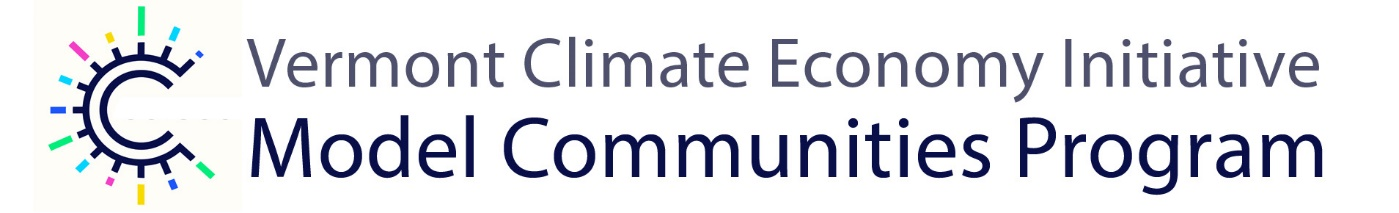 Vermont Climate Economy Initiative
Model Communities Program